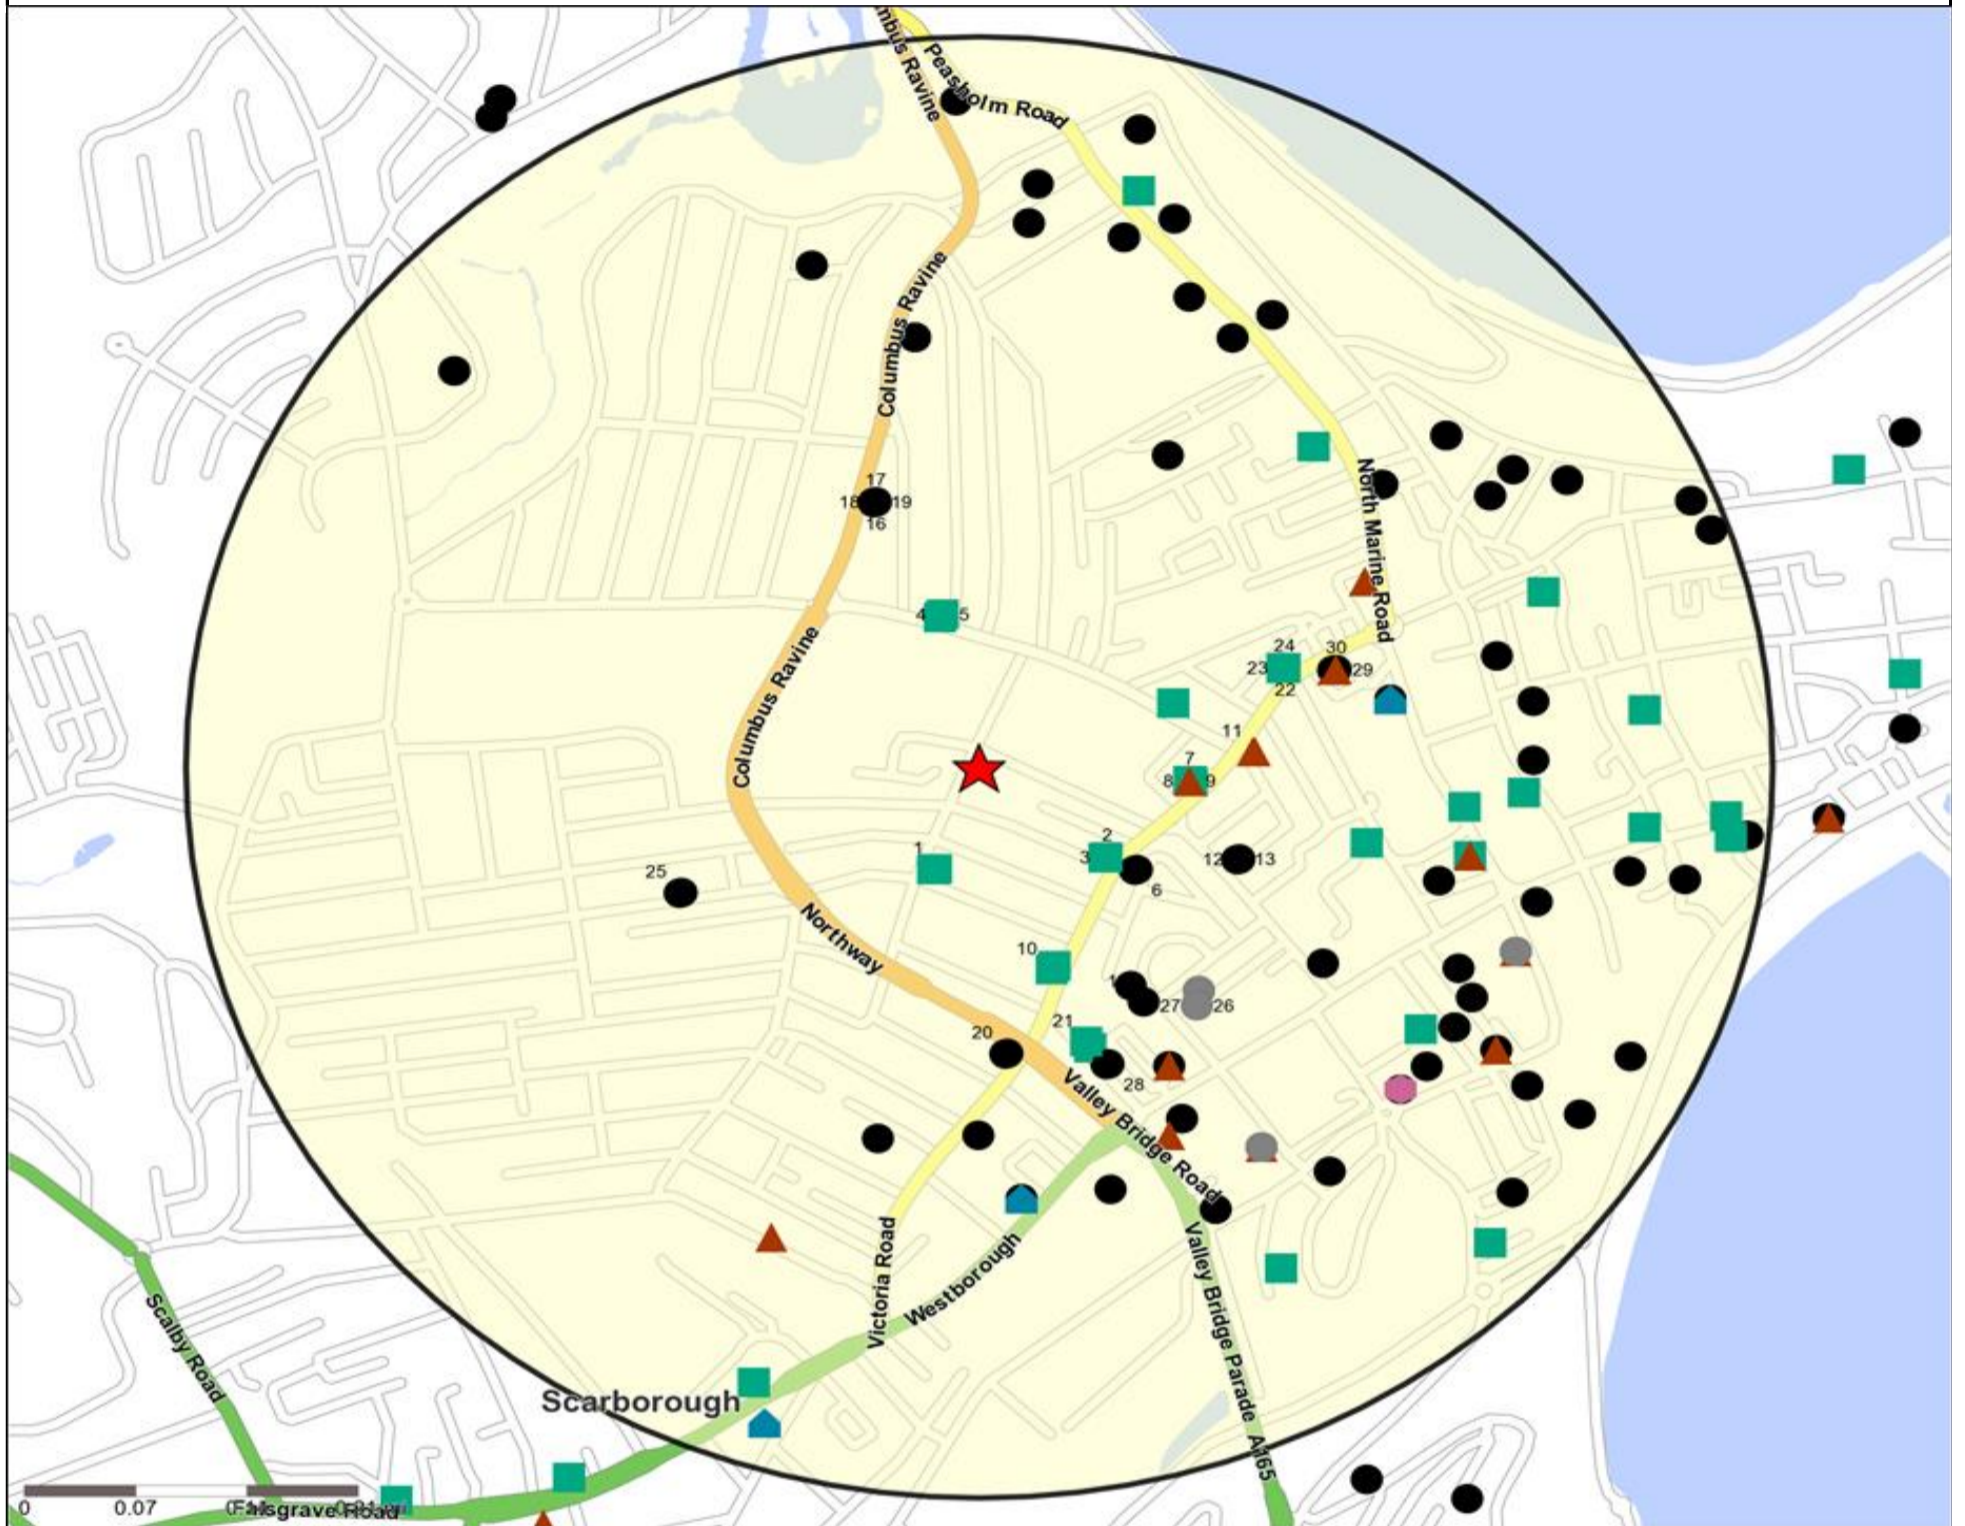 mbus Ravine
Peasholm Road
Columbus Ravine
17
18 19
16
4 5
North Marine Road
24
23
22
30
29
11
7
8 9
Columbus Ravine
1
2
3
6
12 13
25
10
Northway
1
27 26
20
21
28
Valley Bridge Road
Victoria Road
Westborough
Valley Bridge Parade A165
Scalby Road
Scarborough
0 0.07
Falsgrave Road